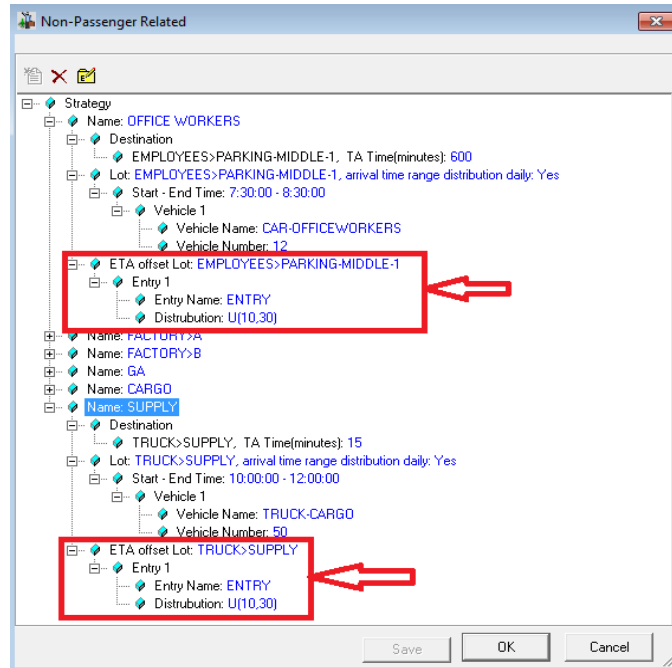 Non-Passenger Related
Strategy
Name: OFFICE WORKERS
Destination
EMPLOYEES>PARKING-MIDDLE-1, TA Time(minutes): 600
Lot: EMPLOYEES>PARKING-MIDDLE-1, arrival time range distribution daily: Yes
Start - End Time: 7:30:00 - 8:30:00
Vehicle 1
Vehicle Name: CAR-OFFICEWORKERS
Vehicle Number: 12
ETA offset Lot: EMPLOYEES>PARKING-MIDDLE-1
Entry 1
Entry Name: ENTRY
Distrubution: U(10,30)
Name: FACTORY>A
Name: FACTORY>B
Name: GA
Name: CARGO
Name: SUPPLY
Destination
TRUCK>SUPPLY, TA Time(minutes): 15
Lot: TRUCK>SUPPLY, arrival time range distribution daily: Yes
Start - End Time: 10:00:00 - 12:00:00
Vehicle 1
Vehicle Name: TRUCK-CARGO
Vehicle Number: 50
ETA offset Lot: TRUCK>SUPPLY
Entry 1
Entry Name: ENTRY
Distrubution: U(10,30)
Save OK Cancel